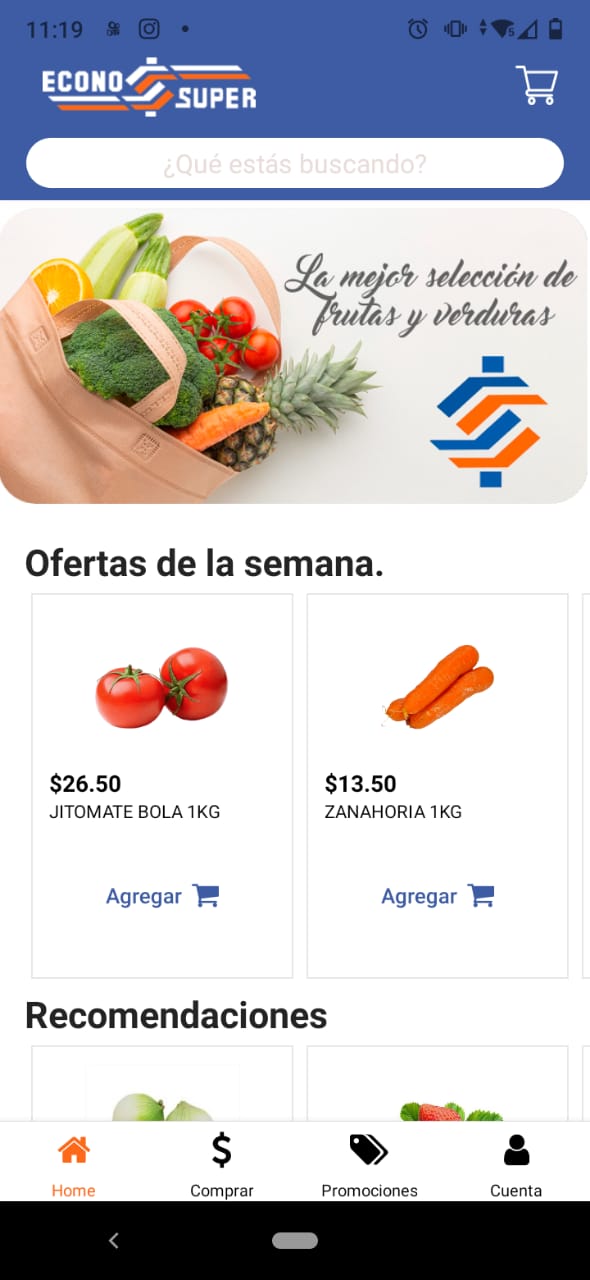 11:19
ECONO
SUPER
¿Qué estás buscando?
La mejor selección de
frutas y verduras
Ofertas de la semana.
$26.50
JITOMATE BOLA 1KG
Agregar
$13.50
ZANAHORIA 1KG
Agregar
Recomendaciones
Home
Comprar
Promociones
Cuenta